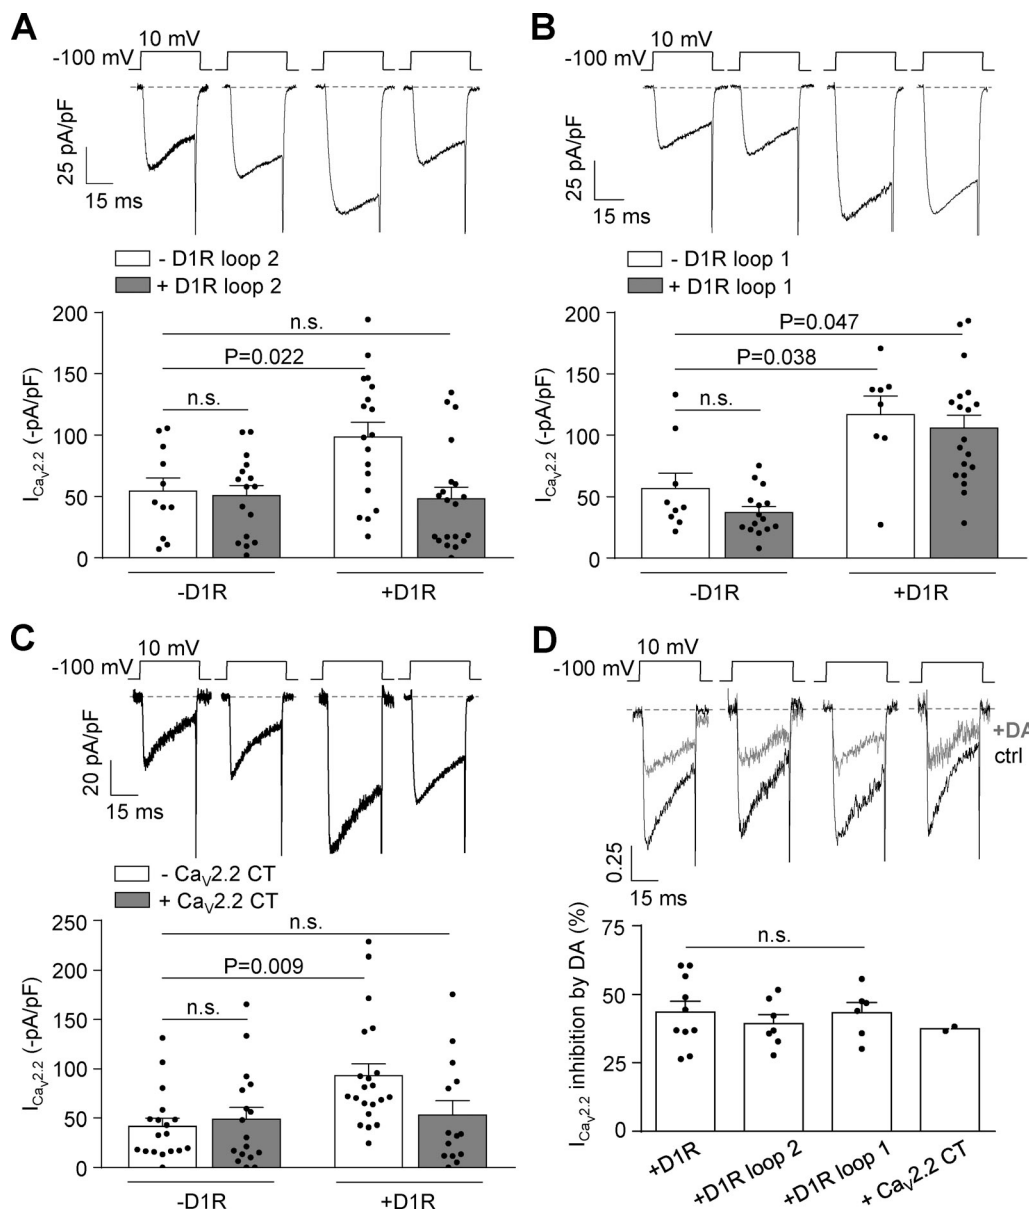 A
10 mV
-100 mV
25 pA/pF
15 ms
- D1R loop 2
+ D1R loop 2
200
150
100
50
0
I_CaV2.2 (-pA/pF)
n.s.
P=0.022
n.s.
-D1R
+D1R
B
10 mV
-100 mV
25 pA/pF
15 ms
- D1R loop 1
+ D1R loop 1
200
150
100
50
0
I_CaV2.2 (-pA/pF)
P=0.047
P=0.038
n.s.
-D1R
+D1R
C
10 mV
-100 mV
20 pA/pF
15 ms
- CaV2.2 CT
+ CaV2.2 CT
250
200
150
100
50
0
I_CaV2.2 (-pA/pF)
n.s.
P=0.009
n.s.
-D1R
+D1R
D
10 mV
-100 mV
+DA
ctrl
0.25
15 ms
75
50
25
0
I_CaV2.2 inhibition by DA (%)
n.s.
+D1R
+D1R loop 2
+D1R loop 1
+ CaV2.2 CT